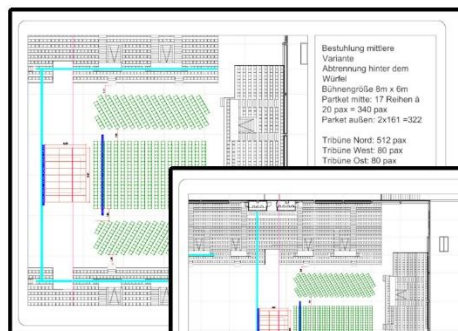 Bestuhlung mittlere
Variante
Abtrennung hinter dem
Würfel
Bühnengröße 8m x 6m
Partket mitte: 17 Reihen à
20 pax = 340 pax
Parket außen: 2x161 =322
Tribüne Nord: 512 pax
Tribüne West: 80 pax
Tribüne Ost: 80 pax